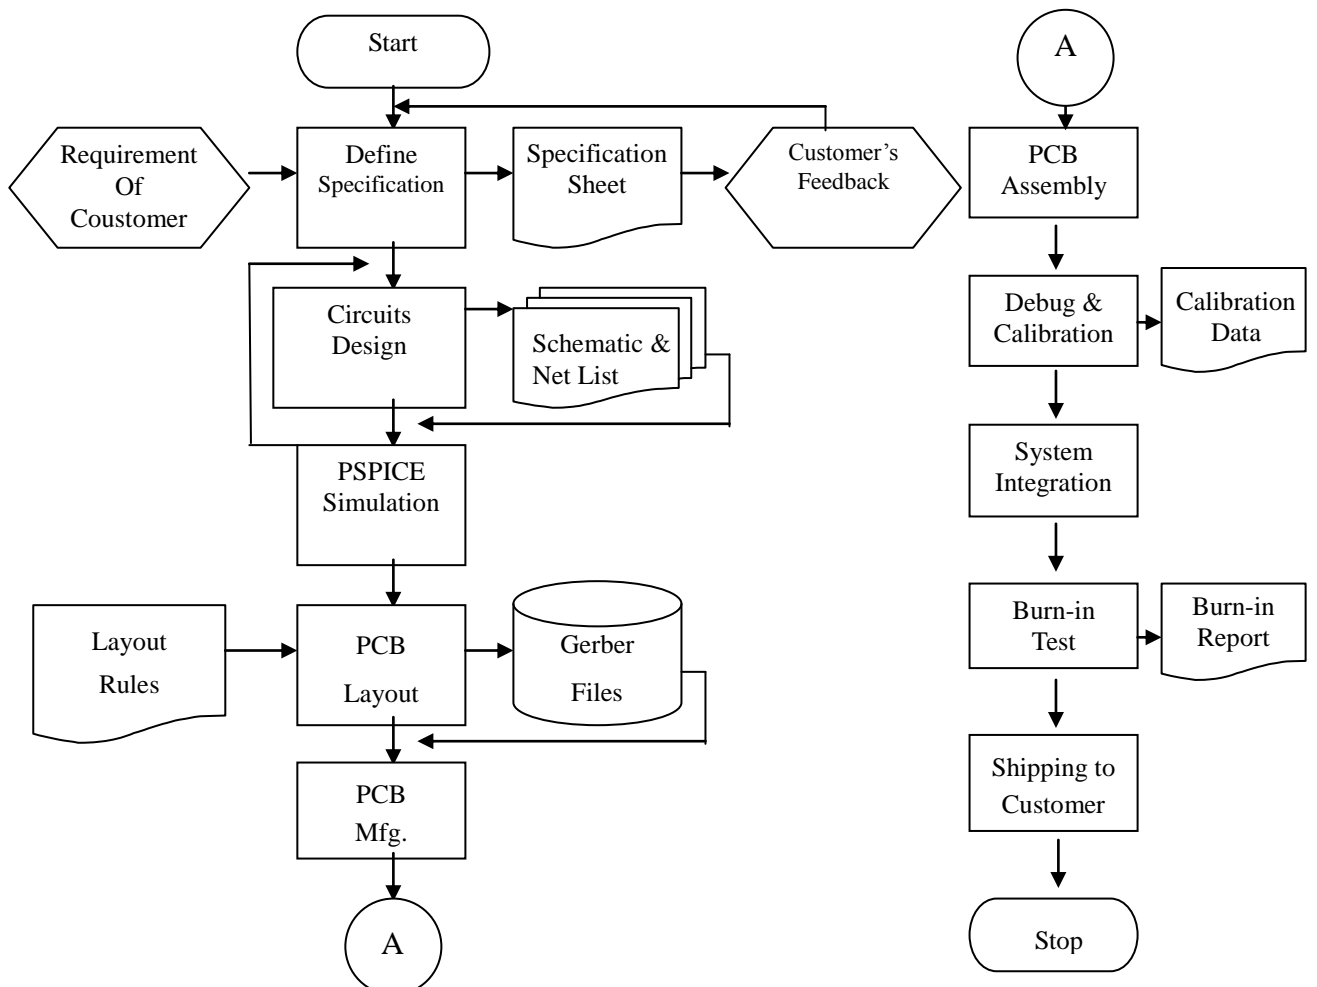 Start
Requirement
Of
Coustomer
Define
Specification
Specification
Sheet
Customer’s
Feedback
Circuits
Design
Schematic &
Net List
PSPICE
Simulation
Layout
Rules
PCB
Layout
Gerber
Files
PCB
Mfg.
A
A
PCB
Assembly
Debug &
Calibration
Calibration
Data
System
Integration
Burn-in
Test
Burn-in
Report
Shipping to
Customer
Stop